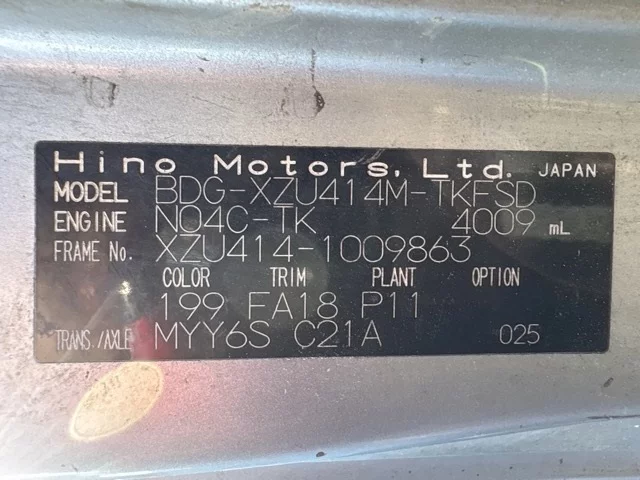 Hino Motors, Ltd. JAPAN
MODEL BDG-XZU414M-TKFSD
ENGINE N04C-TK 4009 mL
FRAME No. XZU414-1009863
COLOR TRIM PLANT OPTION
199 FA18 P11
TRANS./AXLE MYY6S C21A 025